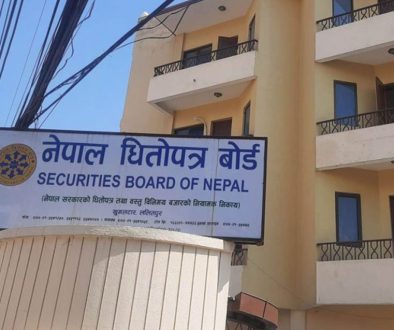 नेपाल धितोपत्र बोर्ड
SECURITIES BOARD OF NEPAL
(नेपाल सरकारको धितोपत्र तथा वस्तु विनिमय बजारको नियामक निकाय)
खुमलटार, ललितपुर